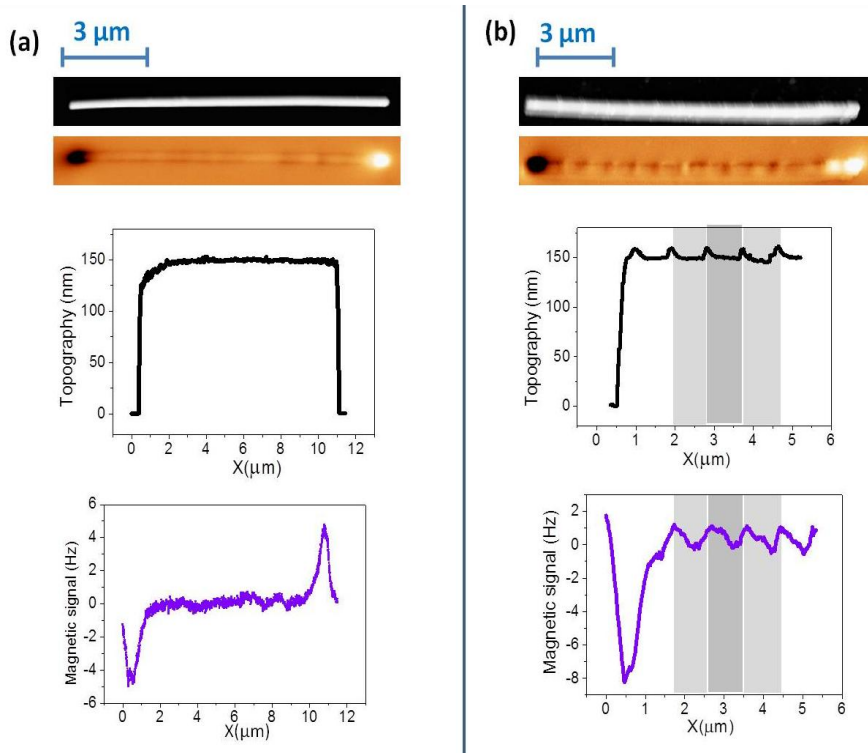 (a)
3 µm
150
100
50
0
Topography (nm)
0 2 4 6 8 10 12
X(µm)
6
4
2
0
-2
-4
-6
Magnetic signal (Hz)
0 2 4 6 8 10 12
X(µm)
(b)
3 µm
150
100
50
0
Topography (nm)
0 1 2 3 4 5 6
X(µm)
2
0
-2
-4
-6
-8
Magnetic signal (Hz)
0 1 2 3 4 5 6
X(µm)